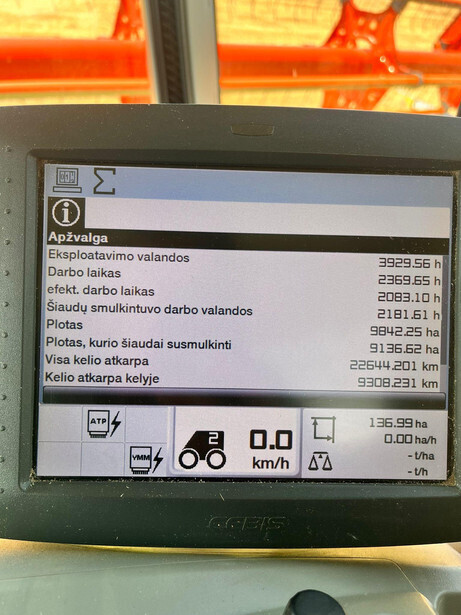 Apžvalga
Eksploatavimo valandos 3929.56 h
Darbo laikas 2369.65 h
efekt. darbo laikas 2083.10 h
Šiaudų smulkintuvo darbo valandos 2181.61 h
Plotas 9842.25 ha
Plotas, kurio šiaudai susmulkinti 9136.62 ha
Visa kelio atkarpa 22644.201 km
Kelio atkarpa kelyje 9308.231 km
ATP
VMM
2
0.0
km/h
136.99 ha
0.00 ha/h
- t/ha
- t/h